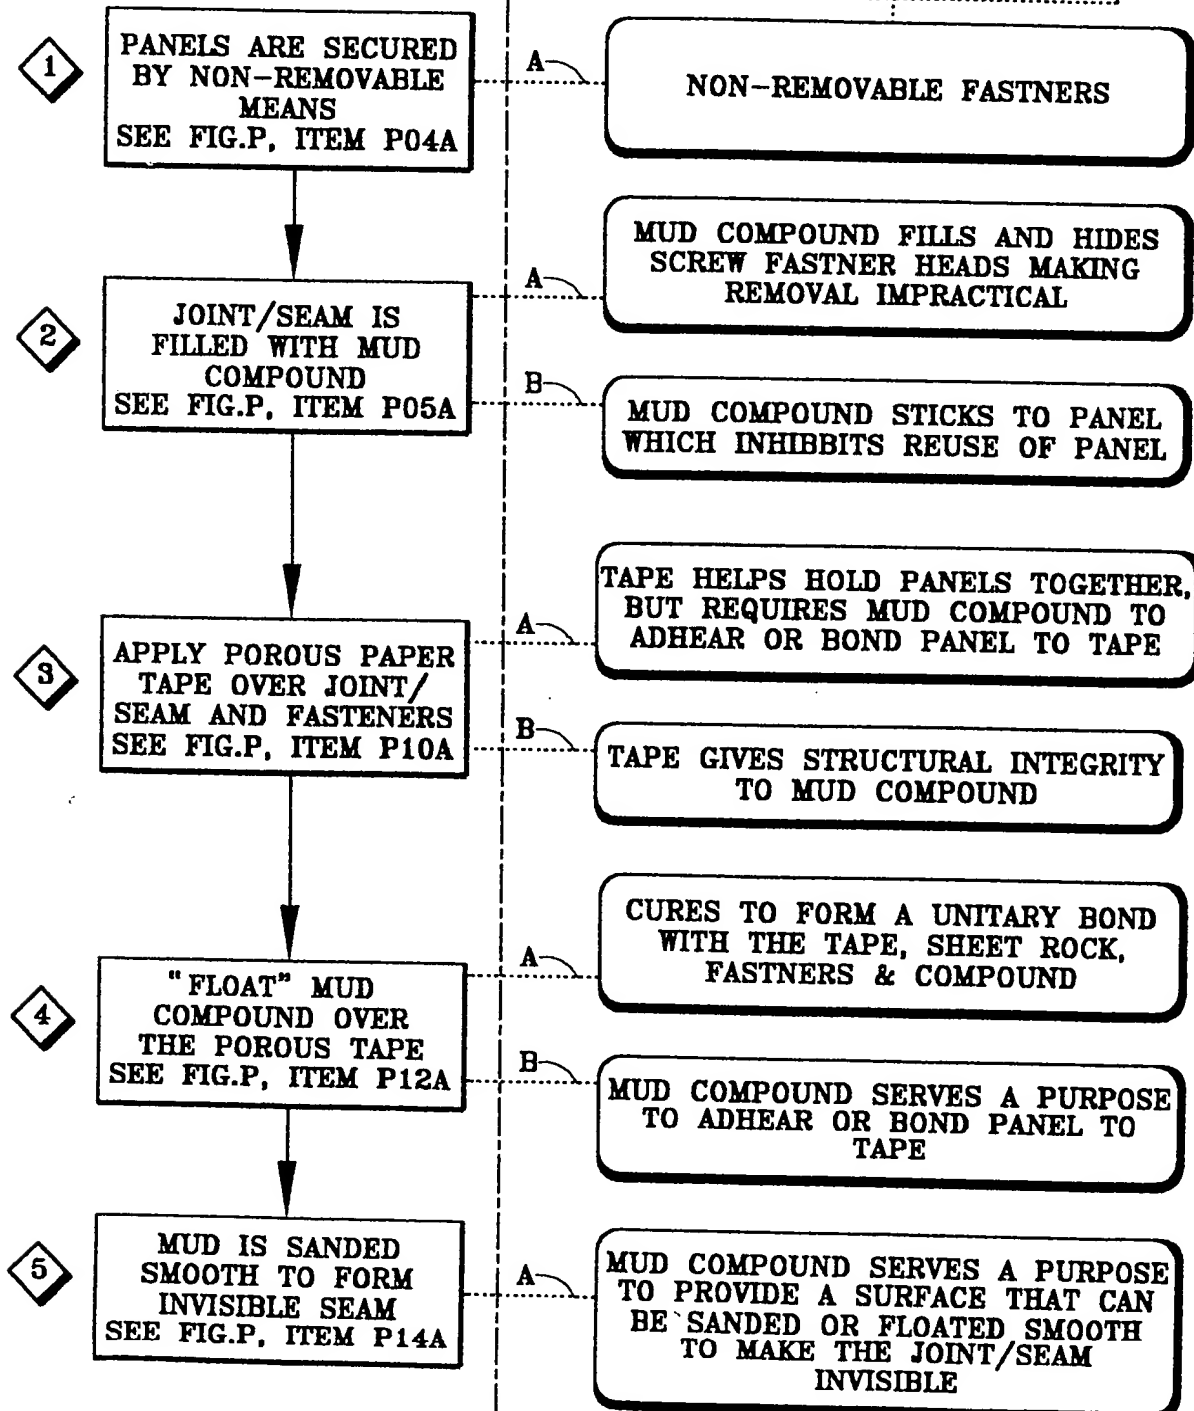 1
PANELS ARE SECURED
BY NON-REMOVABLE
MEANS
SEE FIG.P, ITEM P04A
A
NON-REMOVABLE FASTNERS
2
JOINT/SEAM IS
FILLED WITH MUD
COMPOUND
SEE FIG.P, ITEM P05A
A
MUD COMPOUND FILLS AND HIDES
SCREW FASTNER HEADS MAKING
REMOVAL IMPRACTICAL
B
MUD COMPOUND STICKS TO PANEL
WHICH INHIBBITS REUSE OF PANEL
3
APPLY POROUS PAPER
TAPE OVER JOINT/
SEAM AND FASTENERS
SEE FIG.P, ITEM P10A
A
TAPE HELPS HOLD PANELS TOGETHER,
BUT REQUIRES MUD COMPOUND TO
ADHEAR OR BOND PANEL TO TAPE
B
TAPE GIVES STRUCTURAL INTEGRITY
TO MUD COMPOUND
4
"FLOAT" MUD
COMPOUND OVER
THE POROUS TAPE
SEE FIG.P, ITEM P12A
A
CURES TO FORM A UNITARY BOND
WITH THE TAPE, SHEET ROCK,
FASTNERS & COMPOUND
B
MUD COMPOUND SERVES A PURPOSE
TO ADHEAR OR BOND PANEL TO
TAPE
5
MUD IS SANDED
SMOOTH TO FORM
INVISIBLE SEAM
SEE FIG.P, ITEM P14A
A
MUD COMPOUND SERVES A PURPOSE
TO PROVIDE A SURFACE THAT CAN
BE SANDED OR FLOATED SMOOTH
TO MAKE THE JOINT/SEAM
INVISIBLE